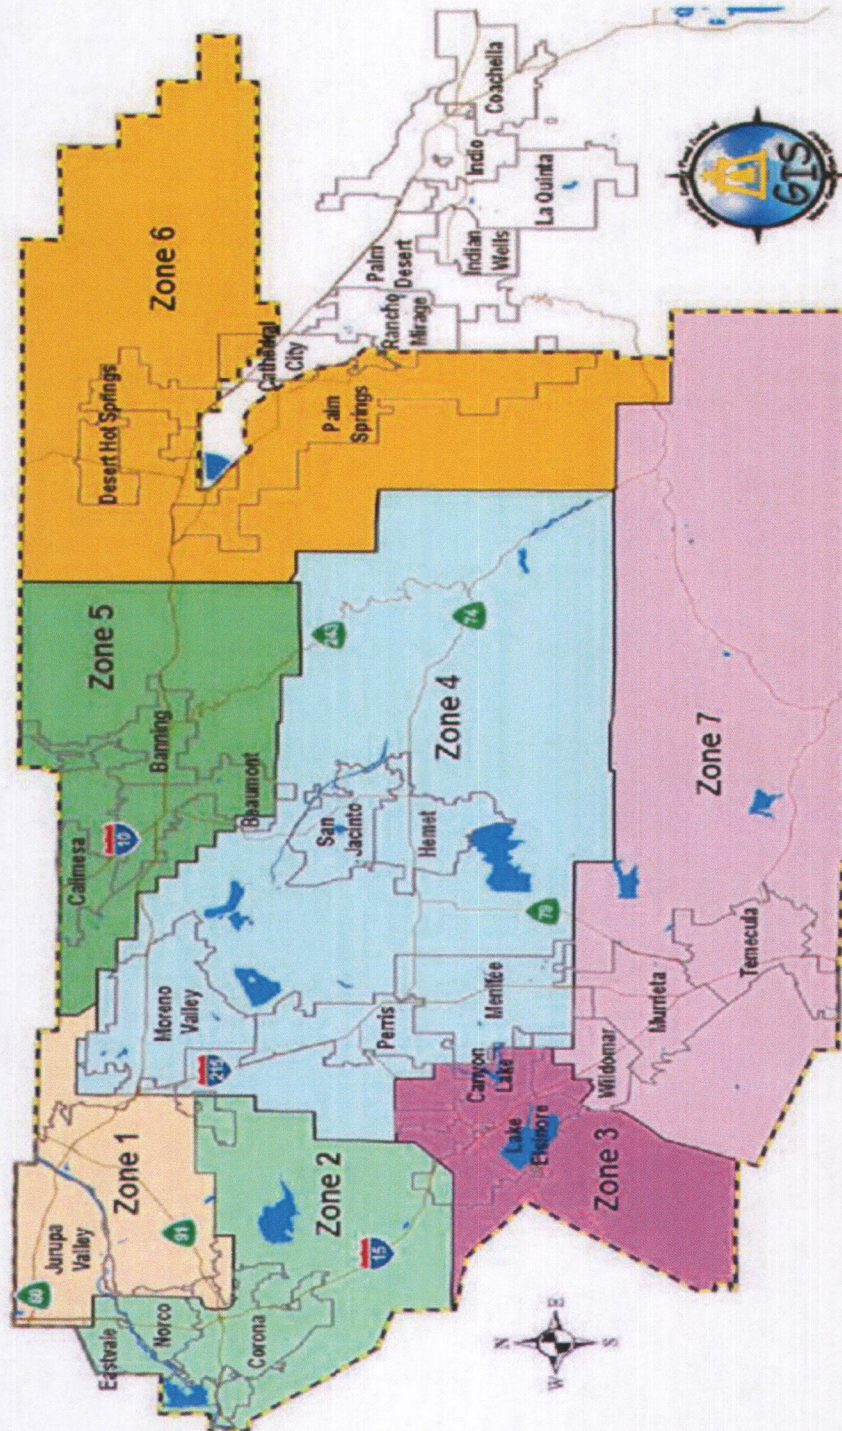 Zone 6
Desert Hot Springs
Cathedral
City
Palm
Springs
Rancho
Mirage
Palm
Desert
Indian
Wells
Indio
La Quinta
Coachella
Zone 5
Calimesa
10
Banning
Beaumont
243
74
Zone 4
San
Jacinto
Hemet
79
Moreno
Valley
215
Perris
Menifee
Zone 1
Jurupa
Valley
60
91
Zone 2
Eastvale
Norco
Corona
15
Canyon
Lake
Lake
Elsinore
Zone 3
Wildomar
Murrieta
Temecula
Zone 7
N
W
E
S
GIS